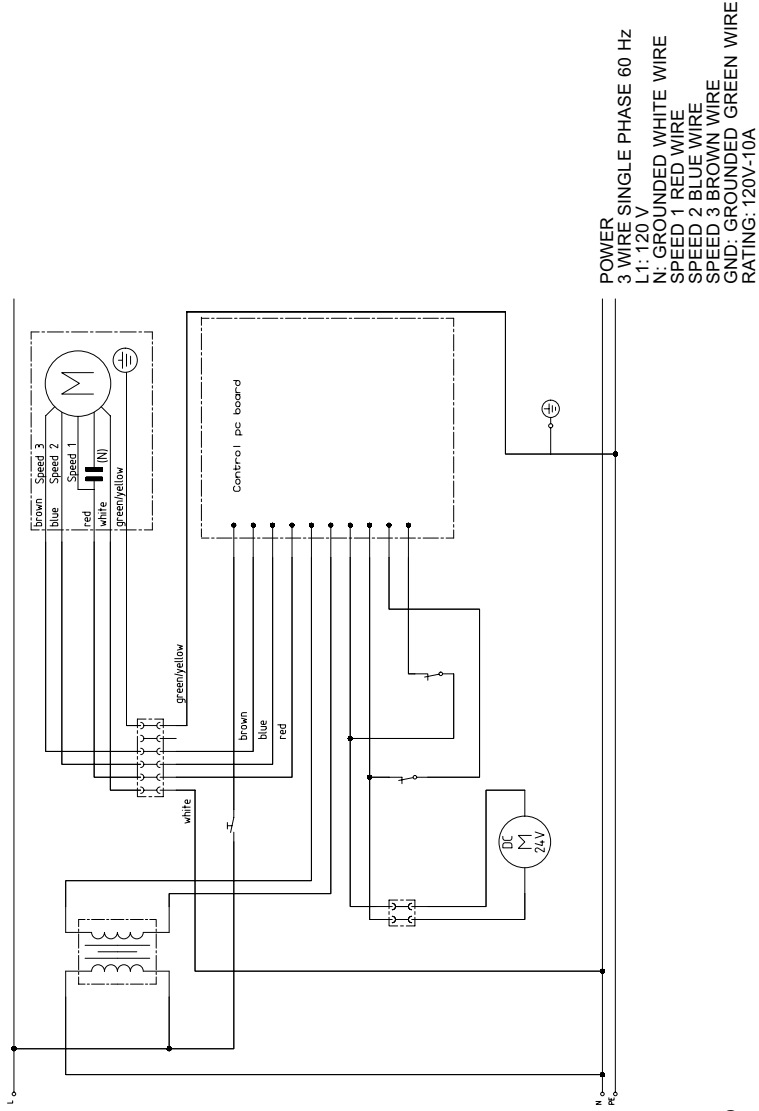 L
brown Speed 3
blue Speed 2
Speed 1
red (N)
white
green/yellow
M
Control pc board
green/yellow
brown
blue
red
white
DC
M
24V
N
PE
POWER
3 WIRE SINGLE PHASE 60 Hz
L1: 120 V
N: GROUNDED WHITE WIRE
SPEED 1 RED WIRE
SPEED 2 BLUE WIRE
SPEED 3 BROWN WIRE
GND: GROUNDED GREEN WIRE
RATING: 120V-10A